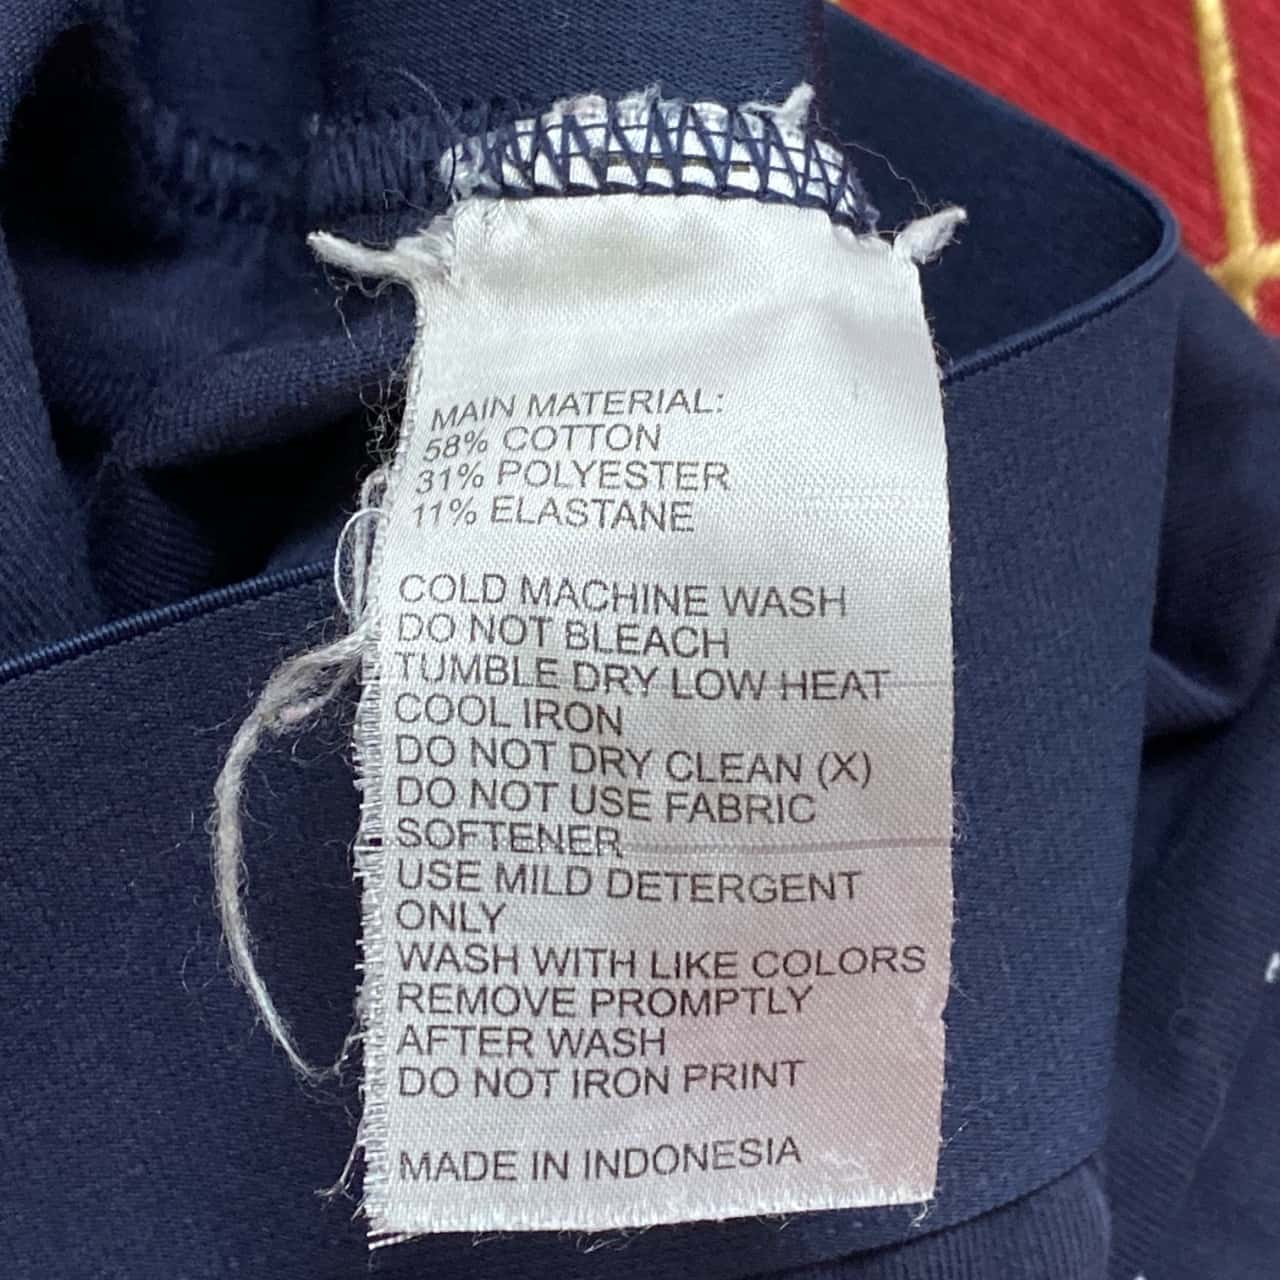 MAIN MATERIAL:
58% COTTON
31% POLYESTER
11% ELASTANE
COLD MACHINE WASH
DO NOT BLEACH
TUMBLE DRY LOW HEAT
COOL IRON
DO NOT DRY CLEAN (X)
DO NOT USE FABRIC
SOFTENER
USE MILD DETERGENT
ONLY
WASH WITH LIKE COLORS
REMOVE PROMPTLY
AFTER WASH
DO NOT IRON PRINT
MADE IN INDONESIA